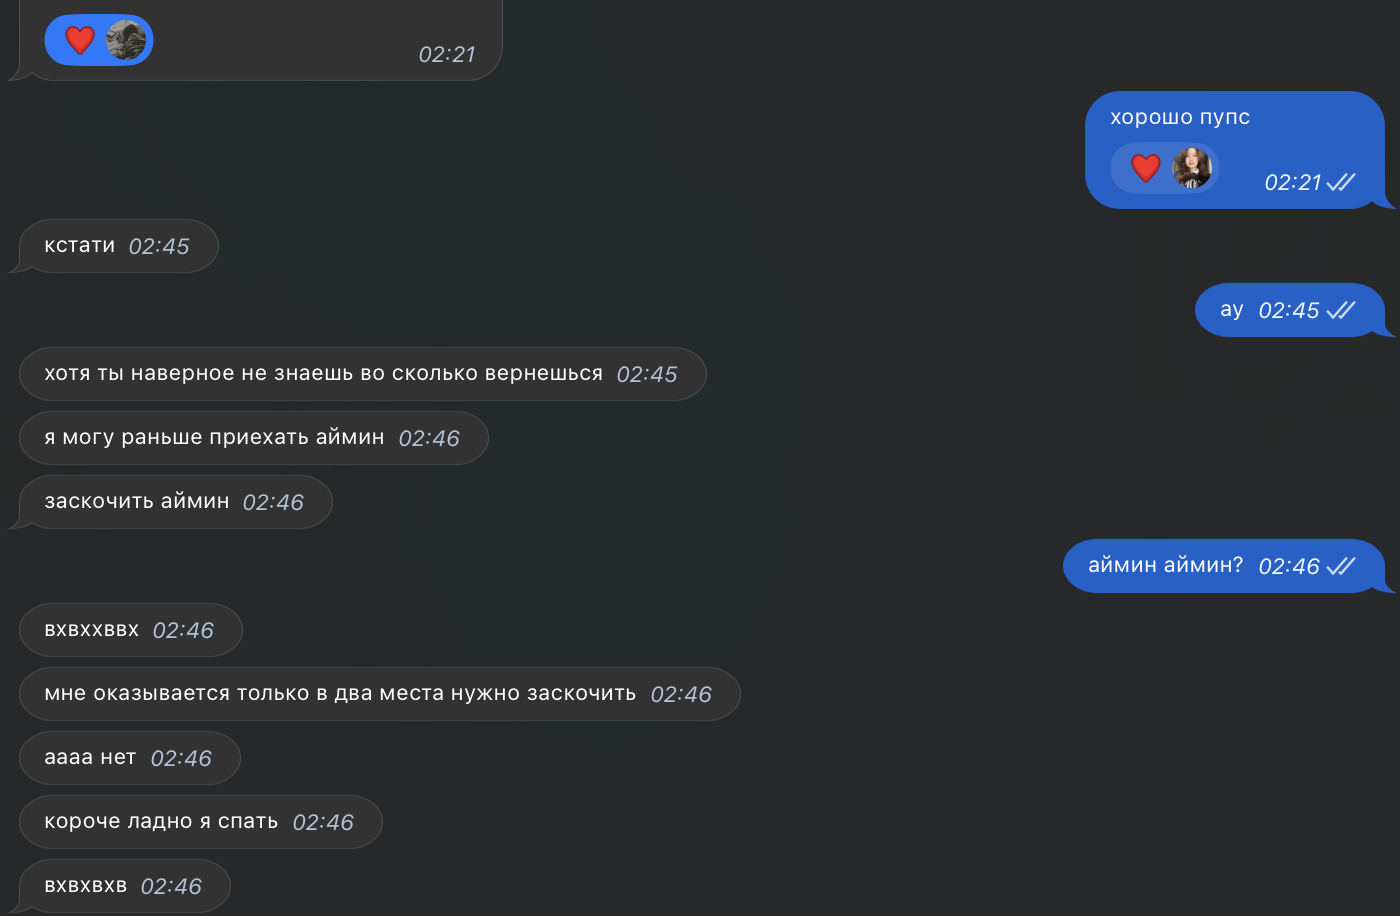 02:21
хорошо пупс
02:21
кстати 02:45
ау 02:45
хотя ты наверное не знаешь во сколько вернешься 02:45
я могу раньше приехать аймин 02:46
заскочить аймин 02:46
аймин аймин? 02:46
вхвххввх 02:46
мне оказывается только в два места нужно заскочить 02:46
аааа нет 02:46
короче ладно я спать 02:46
вхвхвхв 02:46